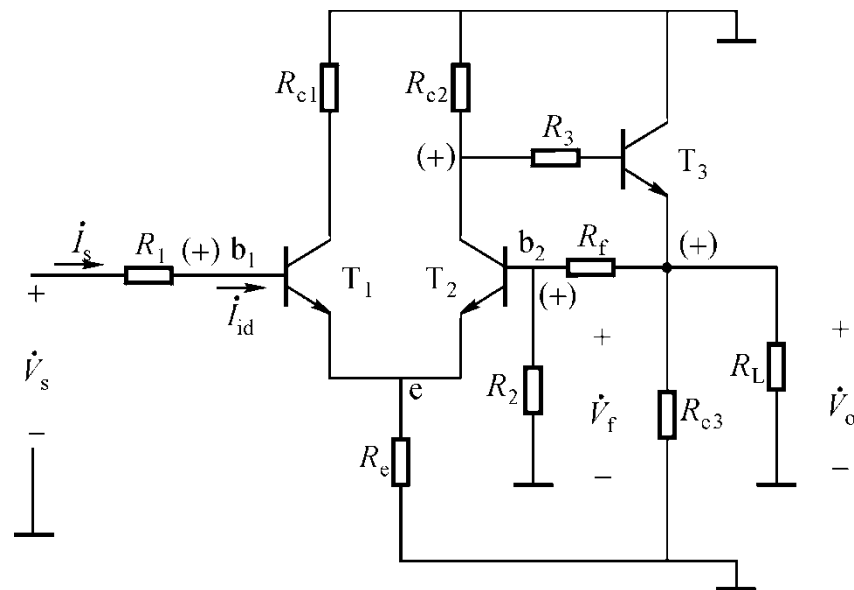 R_c1
R_c2
R_3
T_3
(+)
İ_s
R_1
(+)
b_1
T_1
T_2
b_2
R_f
(+)
(+)
+
İ_id
V̇_s
−
e
R_e
R_2
+
V̇_f
−
R_c3
R_L
+
V̇_o
−